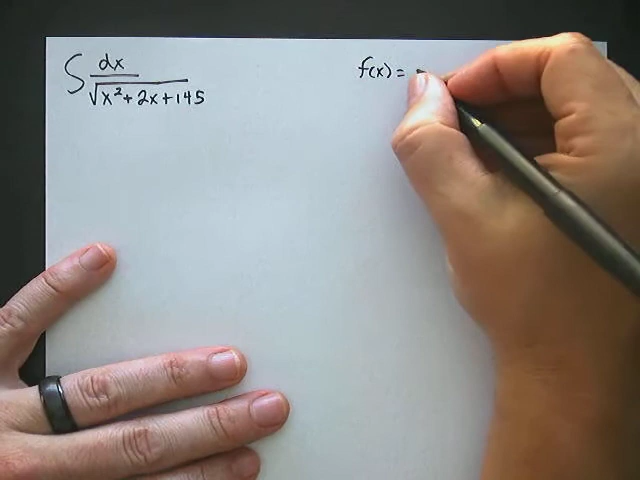 ∫ dx / √x² + 2x + 145
f(x) =